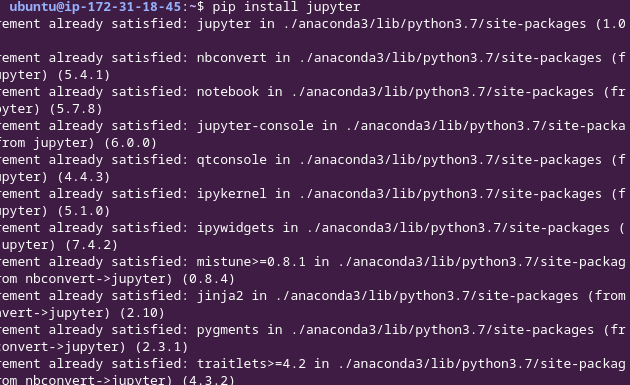 ubuntu@ip-172-31-18-45:~$ pip install jupyter
rement already satisfied: jupyter in ./anaconda3/lib/python3.7/site-packages (1.0
rement already satisfied: nbconvert in ./anaconda3/lib/python3.7/site-packages (f
upyter) (5.4.1)
rement already satisfied: notebook in ./anaconda3/lib/python3.7/site-packages (fr
pyter) (5.7.8)
rement already satisfied: jupyter-console in ./anaconda3/lib/python3.7/site-packa
from jupyter) (6.0.0)
rement already satisfied: qtconsole in ./anaconda3/lib/python3.7/site-packages (f
upyter) (4.4.3)
rement already satisfied: ipykernel in ./anaconda3/lib/python3.7/site-packages (f
upyter) (5.1.0)
rement already satisfied: ipywidgets in ./anaconda3/lib/python3.7/site-packages (
jupyter) (7.4.2)
rement already satisfied: mistune>=0.8.1 in ./anaconda3/lib/python3.7/site-packag
rom nbconvert->jupyter) (0.8.4)
rement already satisfied: jinja2 in ./anaconda3/lib/python3.7/site-packages (from
nvert->jupyter) (2.10)
rement already satisfied: pygments in ./anaconda3/lib/python3.7/site-packages (fr
convert->jupyter) (2.3.1)
rement already satisfied: traitlets>=4.2 in ./anaconda3/lib/python3.7/site-packag
rom nbconvert->jupyter) (4.3.2)